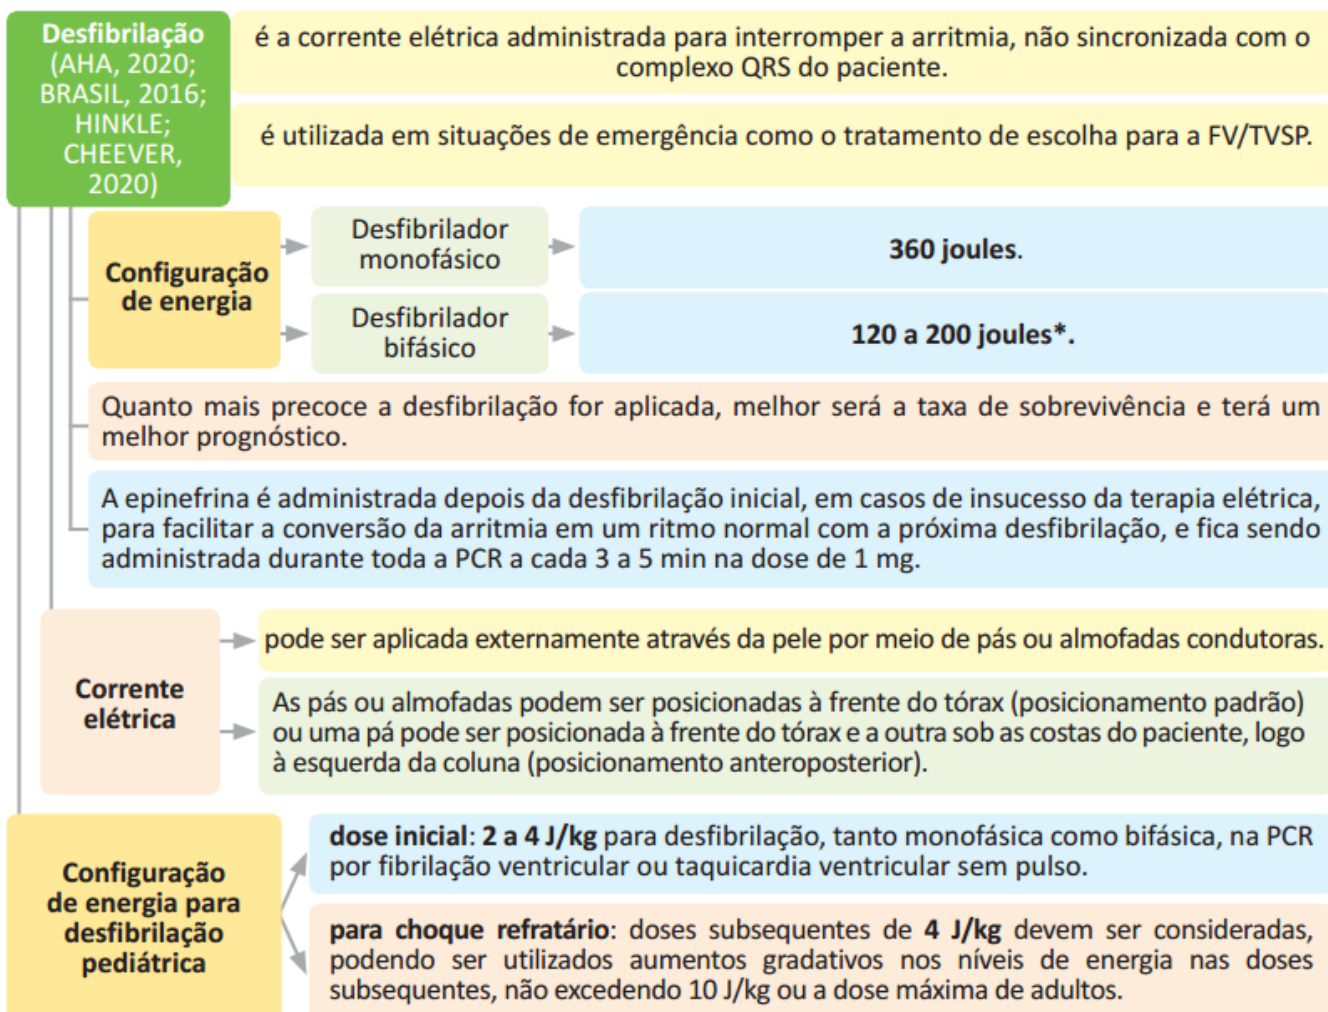 Desfibrilação
(AHA, 2020;
BRASIL, 2016;
HINKLE;
CHEEVER,
2020)
é a corrente elétrica administrada para interromper a arritmia, não sincronizada com o
complexo QRS do paciente.
é utilizada em situações de emergência como o tratamento de escolha para a FV/TVSP.
Configuração
de energia
Desfibrilador
monofásico
360 joules.
Desfibrilador
bifásico
120 a 200 joules*.
Quanto mais precoce a desfibrilação for aplicada, melhor será a taxa de sobrevivência e terá um
melhor prognóstico.
A epinefrina é administrada depois da desfibrilação inicial, em casos de insucesso da terapia elétrica,
para facilitar a conversão da arritmia em um ritmo normal com a próxima desfibrilação, e fica sendo
administrada durante toda a PCR a cada 3 a 5 min na dose de 1 mg.
Corrente
elétrica
pode ser aplicada externamente através da pele por meio de pás ou almofadas condutoras.
As pás ou almofadas podem ser posicionadas à frente do tórax (posicionamento padrão)
ou uma pá pode ser posicionada à frente do tórax e a outra sob as costas do paciente, logo
à esquerda da coluna (posicionamento anteroposterior).
Configuração
de energia para
desfibrilação
pediátrica
dose inicial: 2 a 4 J/kg para desfibrilação, tanto monofásica como bifásica, na PCR
por fibrilação ventricular ou taquicardia ventricular sem pulso.
para choque refratário: doses subsequentes de 4 J/kg devem ser consideradas,
podendo ser utilizados aumentos gradativos nos níveis de energia nas doses
subsequentes, não excedendo 10 J/kg ou a dose máxima de adultos.